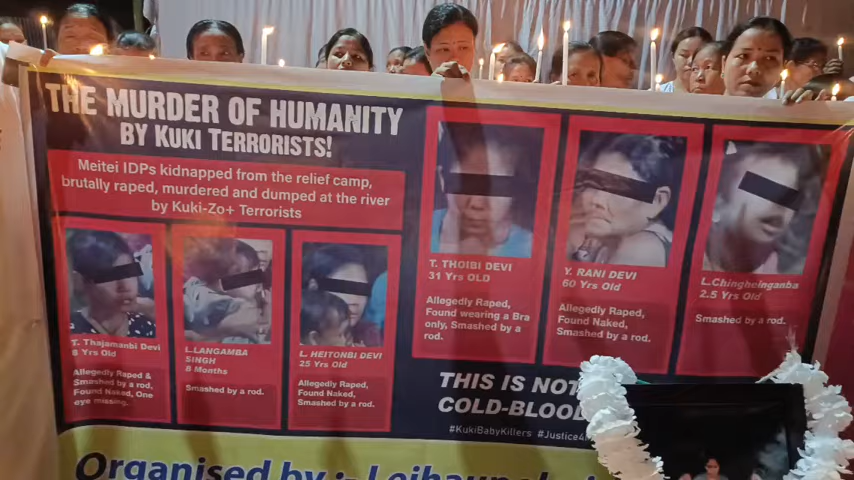 THE MURDER OF HUMANITY
BY KUKI TERRORISTS!
Meitei IDPs kidnapped from the relief camp,
brutally raped, murdered and dumped at the river
by Kuki-Zo+ Terrorists
T. Thajamanbi Devi
8 Yrs Old
Allegedly Raped &
Smashed by a rod,
Found Naked, One
eye missing.
L.LANGAMBA
SINGH
8 Months
Smashed by a rod.
L. HEITONBI DEVI
25 Yrs Old
Allegedly Raped,
Found Naked,
Smashed by a rod.
T. THOIBI DEVI
31 Yrs OLD
Allegedly Raped,
Found wearing a Bra
only, Smashed by a
rod.
Y. RANI DEVI
60 Yrs Old
Allegedly Raped,
Found Naked,
Smashed by a rod.
L.Chingheinganba
2.5 Yrs Old
Smashed by a rod.
THIS IS NOT
COLD-BLOO
#KukiBabyKillers
Organised by :-